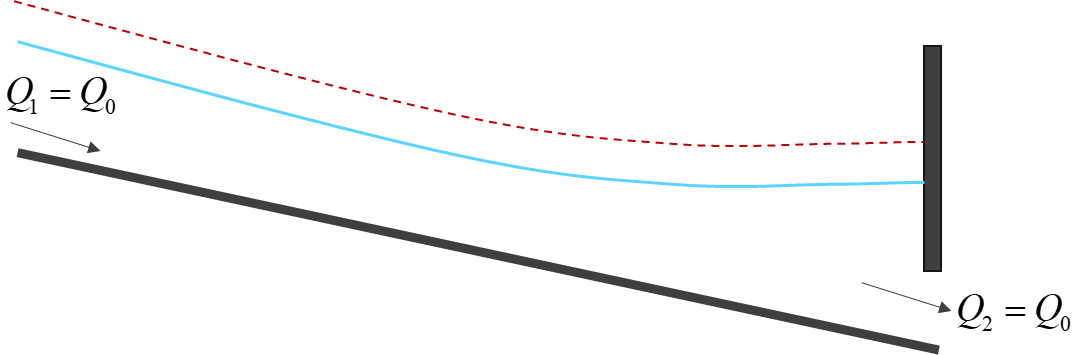 Q₁ = Q₀
Q₂ = Q₀